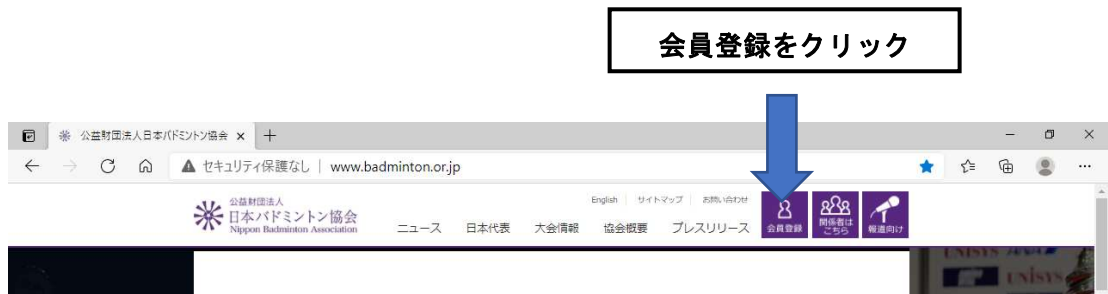 会員登録をクリック
公益財団法人日本バドミントン協会
セキュリティ保護なし | www.badminton.or.jp
公益財団法人
日本バドミントン協会
Nippon Badminton Association
English サイトマップ お問い合わせ
ニュース 日本代表 大会情報 協会概要 プレスリリース
会員登録
関係者は
こちら
報道向け
UNISYS
UNISYS